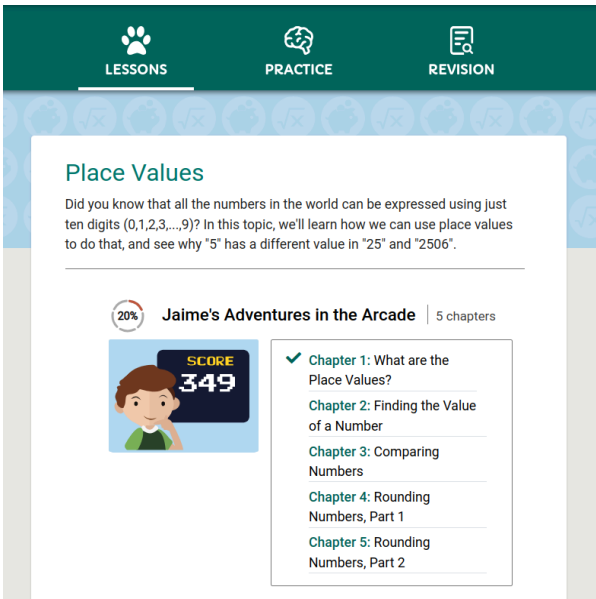 LESSONS
PRACTICE
REVISION
Place Values
Did you know that all the numbers in the world can be expressed using just
ten digits (0,1,2,3,...,9)? In this topic, we'll learn how we can use place values
to do that, and see why "5" has a different value in "25" and "2506".
20%
Jaime's Adventures in the Arcade
5 chapters
SCORE
349
Chapter 1: What are the
Place Values?
Chapter 2: Finding the Value
of a Number
Chapter 3: Comparing
Numbers
Chapter 4: Rounding
Numbers, Part 1
Chapter 5: Rounding
Numbers, Part 2